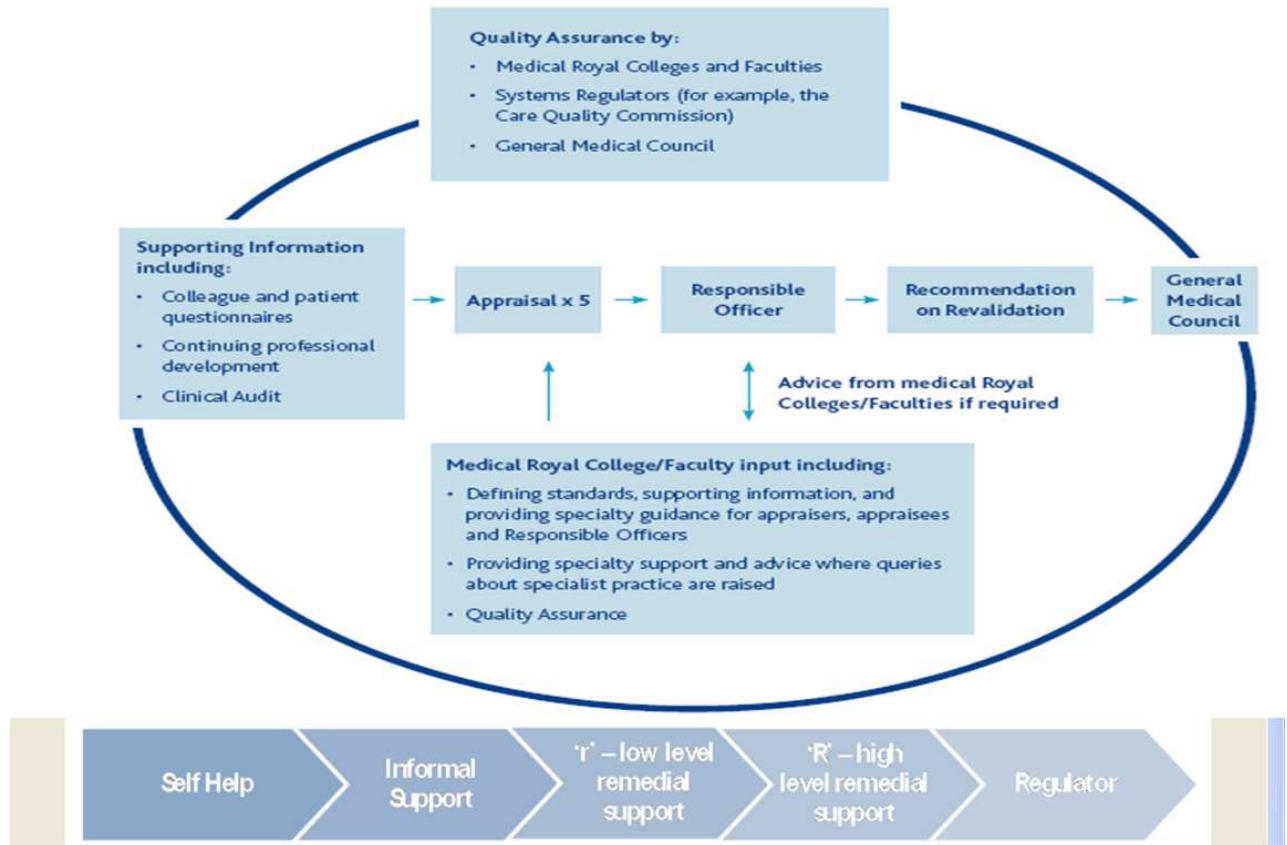 Quality Assurance by:
• Medical Royal Colleges and Faculties
• Systems Regulators (for example, the
Care Quality Commission)
• General Medical Council
Supporting Information
including:
• Colleague and patient
questionnaires
• Continuing professional
development
• Clinical Audit
Appraisal x 5
Responsible
Officer
Recommendation
on Revalidation
General
Medical
Council
Advice from medical Royal
Colleges/Faculties if required
Medical Royal College/Faculty input including:
• Defining standards, supporting information, and
providing specialty guidance for appraisers, appraisees
and Responsible Officers
• Providing specialty support and advice where queries
about specialist practice are raised
• Quality Assurance
Self Help
Informal
Support
‘r’ – low level
remedial
support
‘R’ – high
level remedial
support
Regulator